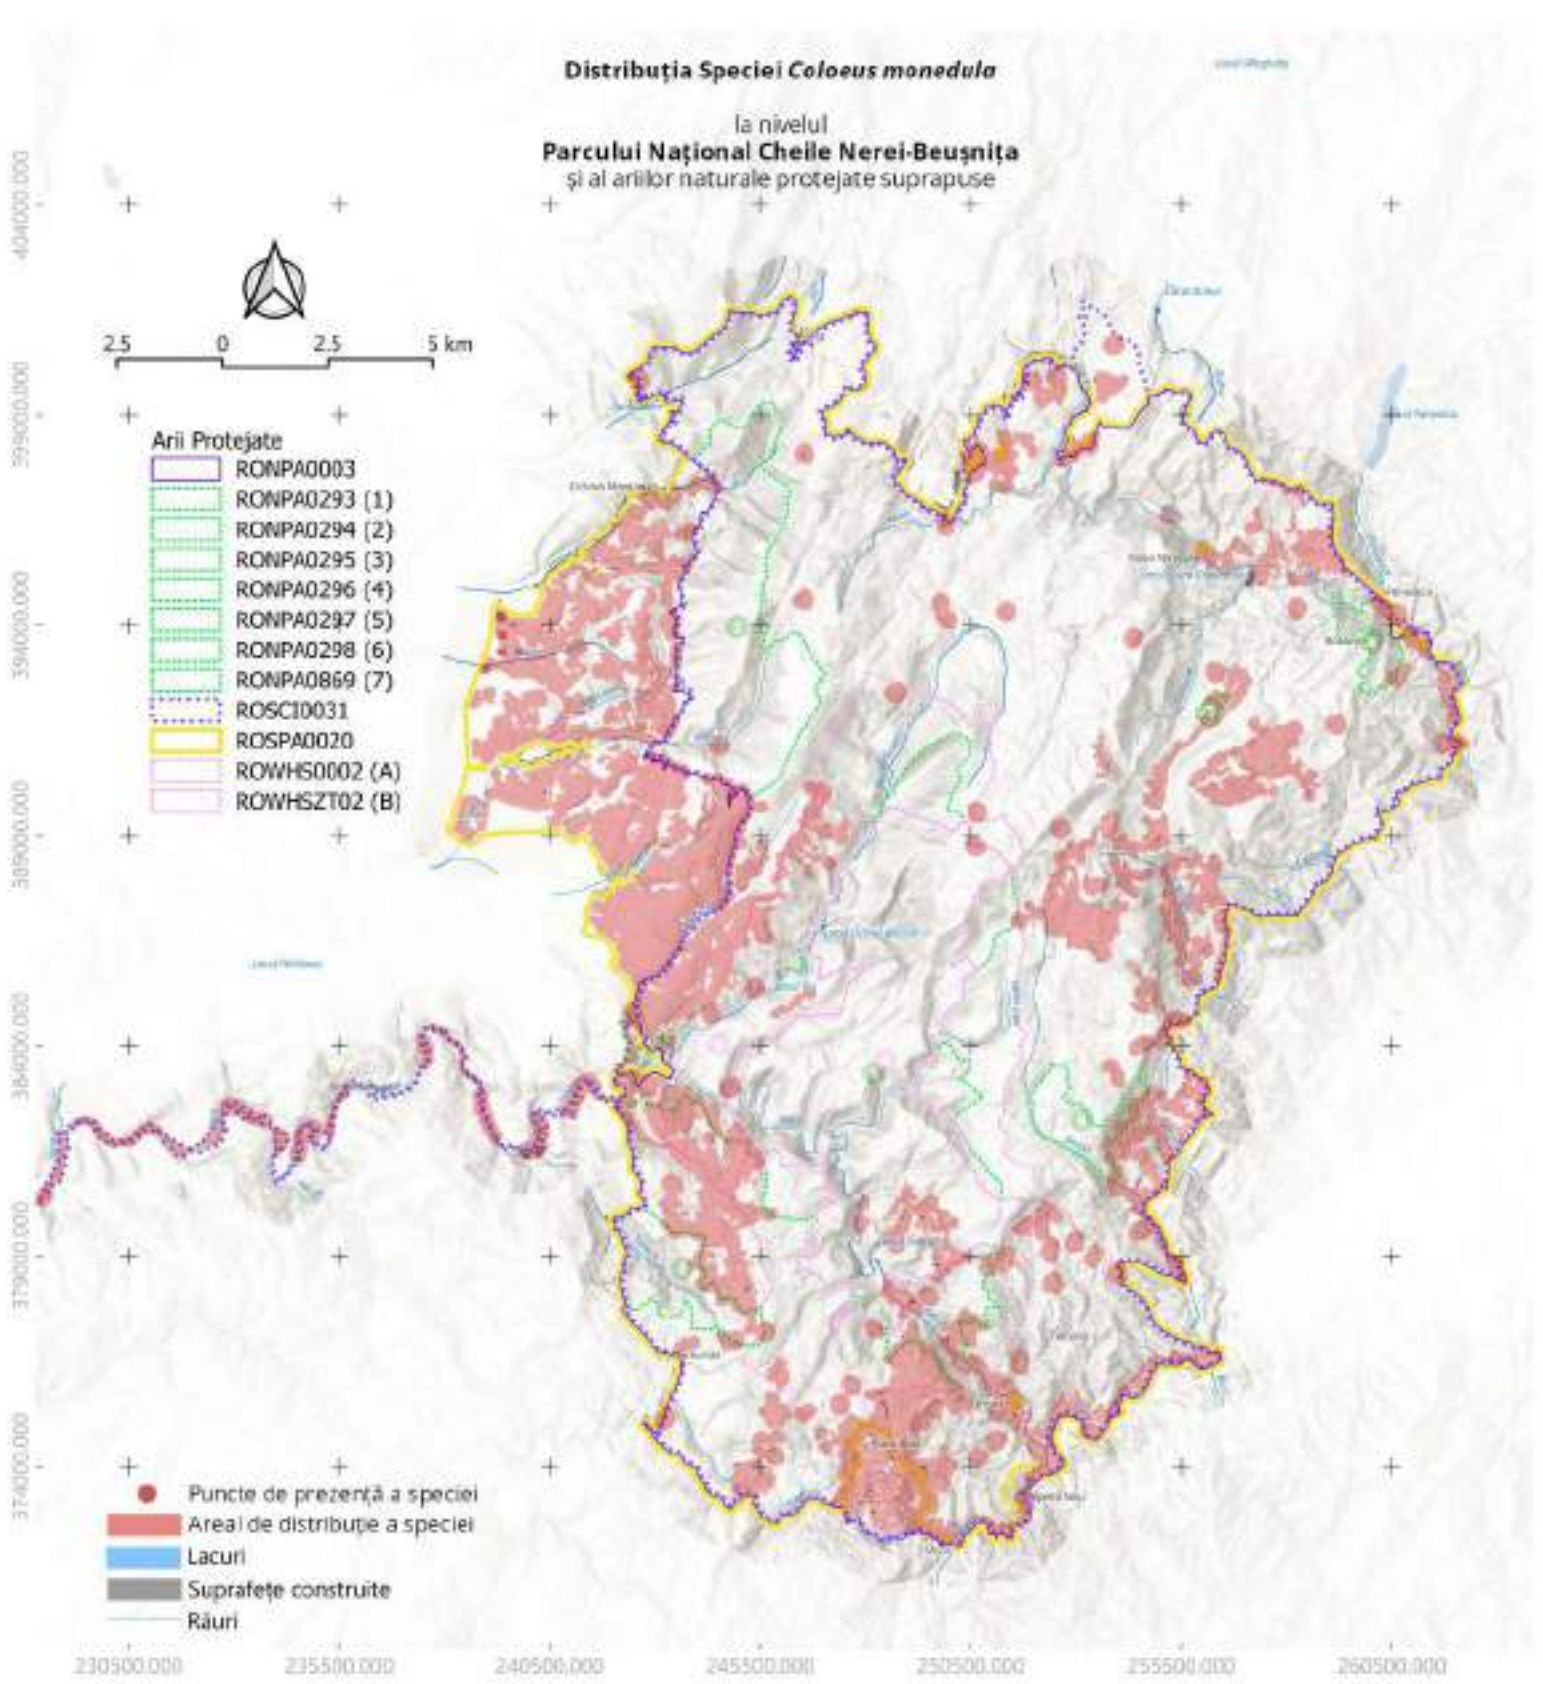 Distribuția Speciei Coloeus monedula
la nivelul
Parcului Național Cheile Nerei-Beușnița
și al ariilor naturale protejate suprapuse
404000.000
399000.000
394000.000
389000.000
384000.000
379000.000
374000.000
2.5 0 2.5 5 km
Arii Protejate
RONPA0003
RONPA0293 (1)
RONPA0294 (2)
RONPA0295 (3)
RONPA0296 (4)
RONPA0297 (5)
RONPA0298 (6)
RONPA0869 (7)
ROSCI0031
ROSPA0020
ROWHS0002 (A)
ROWHSZT02 (B)
Puncte de prezență a speciei
Areal de distribuție a speciei
Lacuri
Suprafețe construite
Râuri
230500.000 235500.000 240500.000 245500.000 250500.000 255500.000 260500.000